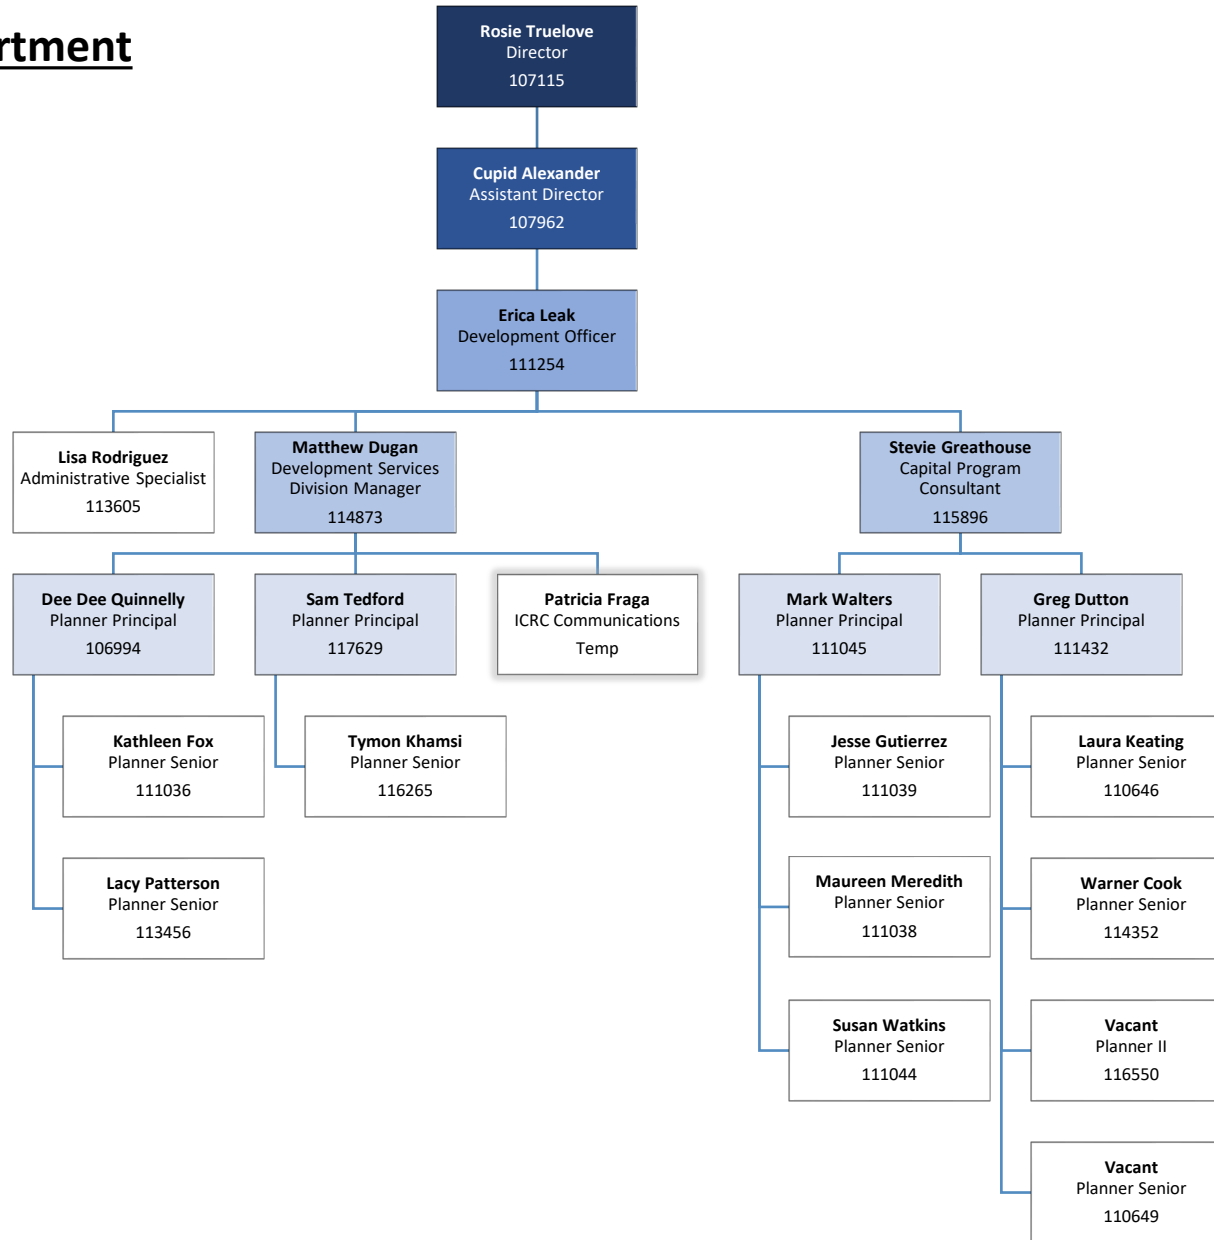 rtment
Rosie Truelove
Director
107115
Cupid Alexander
Assistant Director
107962
Erica Leak
Development Officer
111254
Lisa Rodriguez
Administrative Specialist
113605
Matthew Dugan
Development Services
Division Manager
114873
Stevie Greathouse
Capital Program
Consultant
115896
Dee Dee Quinnelly
Planner Principal
106994
Sam Tedford
Planner Principal
117629
Patricia Fraga
ICRC Communications
Temp
Mark Walters
Planner Principal
111045
Greg Dutton
Planner Principal
111432
Kathleen Fox
Planner Senior
111036
Tymon Khamsi
Planner Senior
116265
Jesse Gutierrez
Planner Senior
111039
Laura Keating
Planner Senior
110646
Lacy Patterson
Planner Senior
113456
Maureen Meredith
Planner Senior
111038
Warner Cook
Planner Senior
114352
Susan Watkins
Planner Senior
111044
Vacant
Planner II
116550
Vacant
Planner Senior
110649